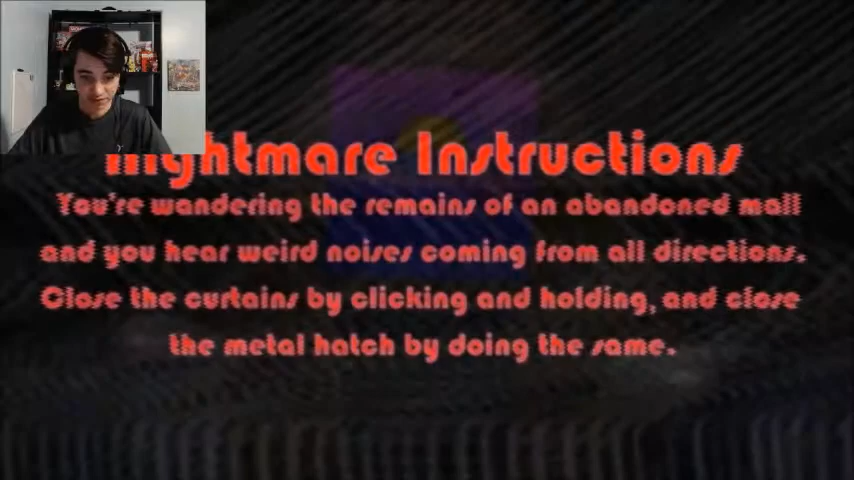 Nightmare Instructions
You're wandering the remains of an abandoned mall
and you hear weird noises coming from all directions.
Close the curtains by clicking and holding, and close
the metal hatch by doing the same.